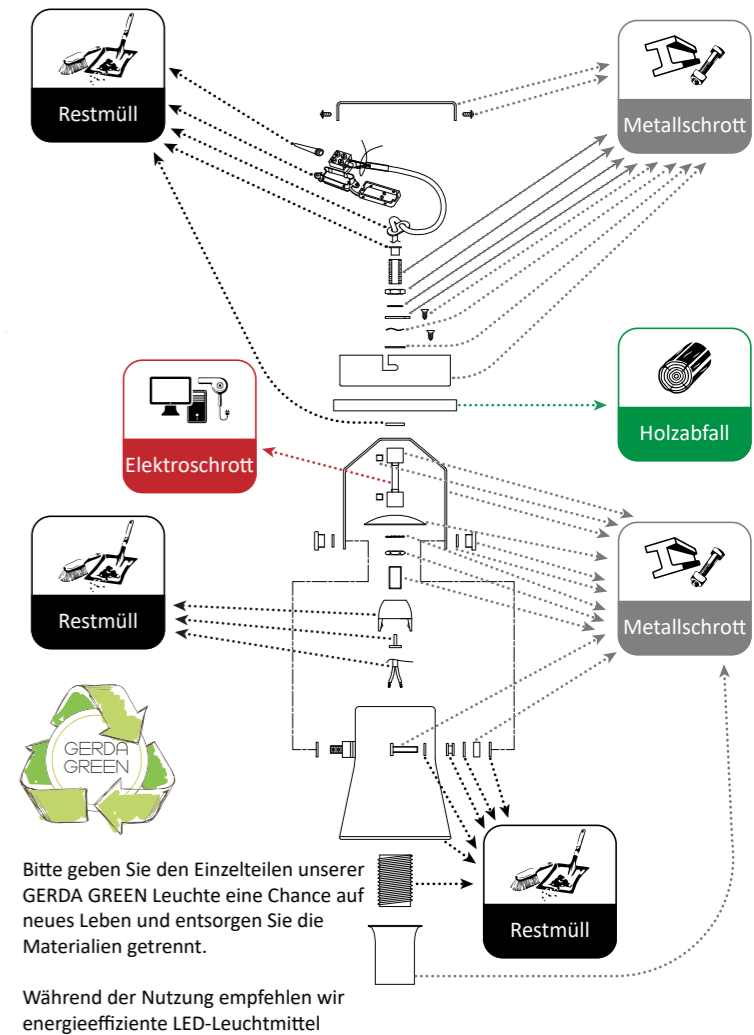 Restmüll
Metallschrott
Elektroschrott
Holzabfall
Restmüll
Metallschrott
GERDA
GREEN
Restmüll
Bitte geben Sie den Einzelteilen unserer
GERDA GREEN Leuchte eine Chance auf
neues Leben und entsorgen Sie die
Materialien getrennt.
Während der Nutzung empfehlen wir
energieeffiziente LED-Leuchtmittel